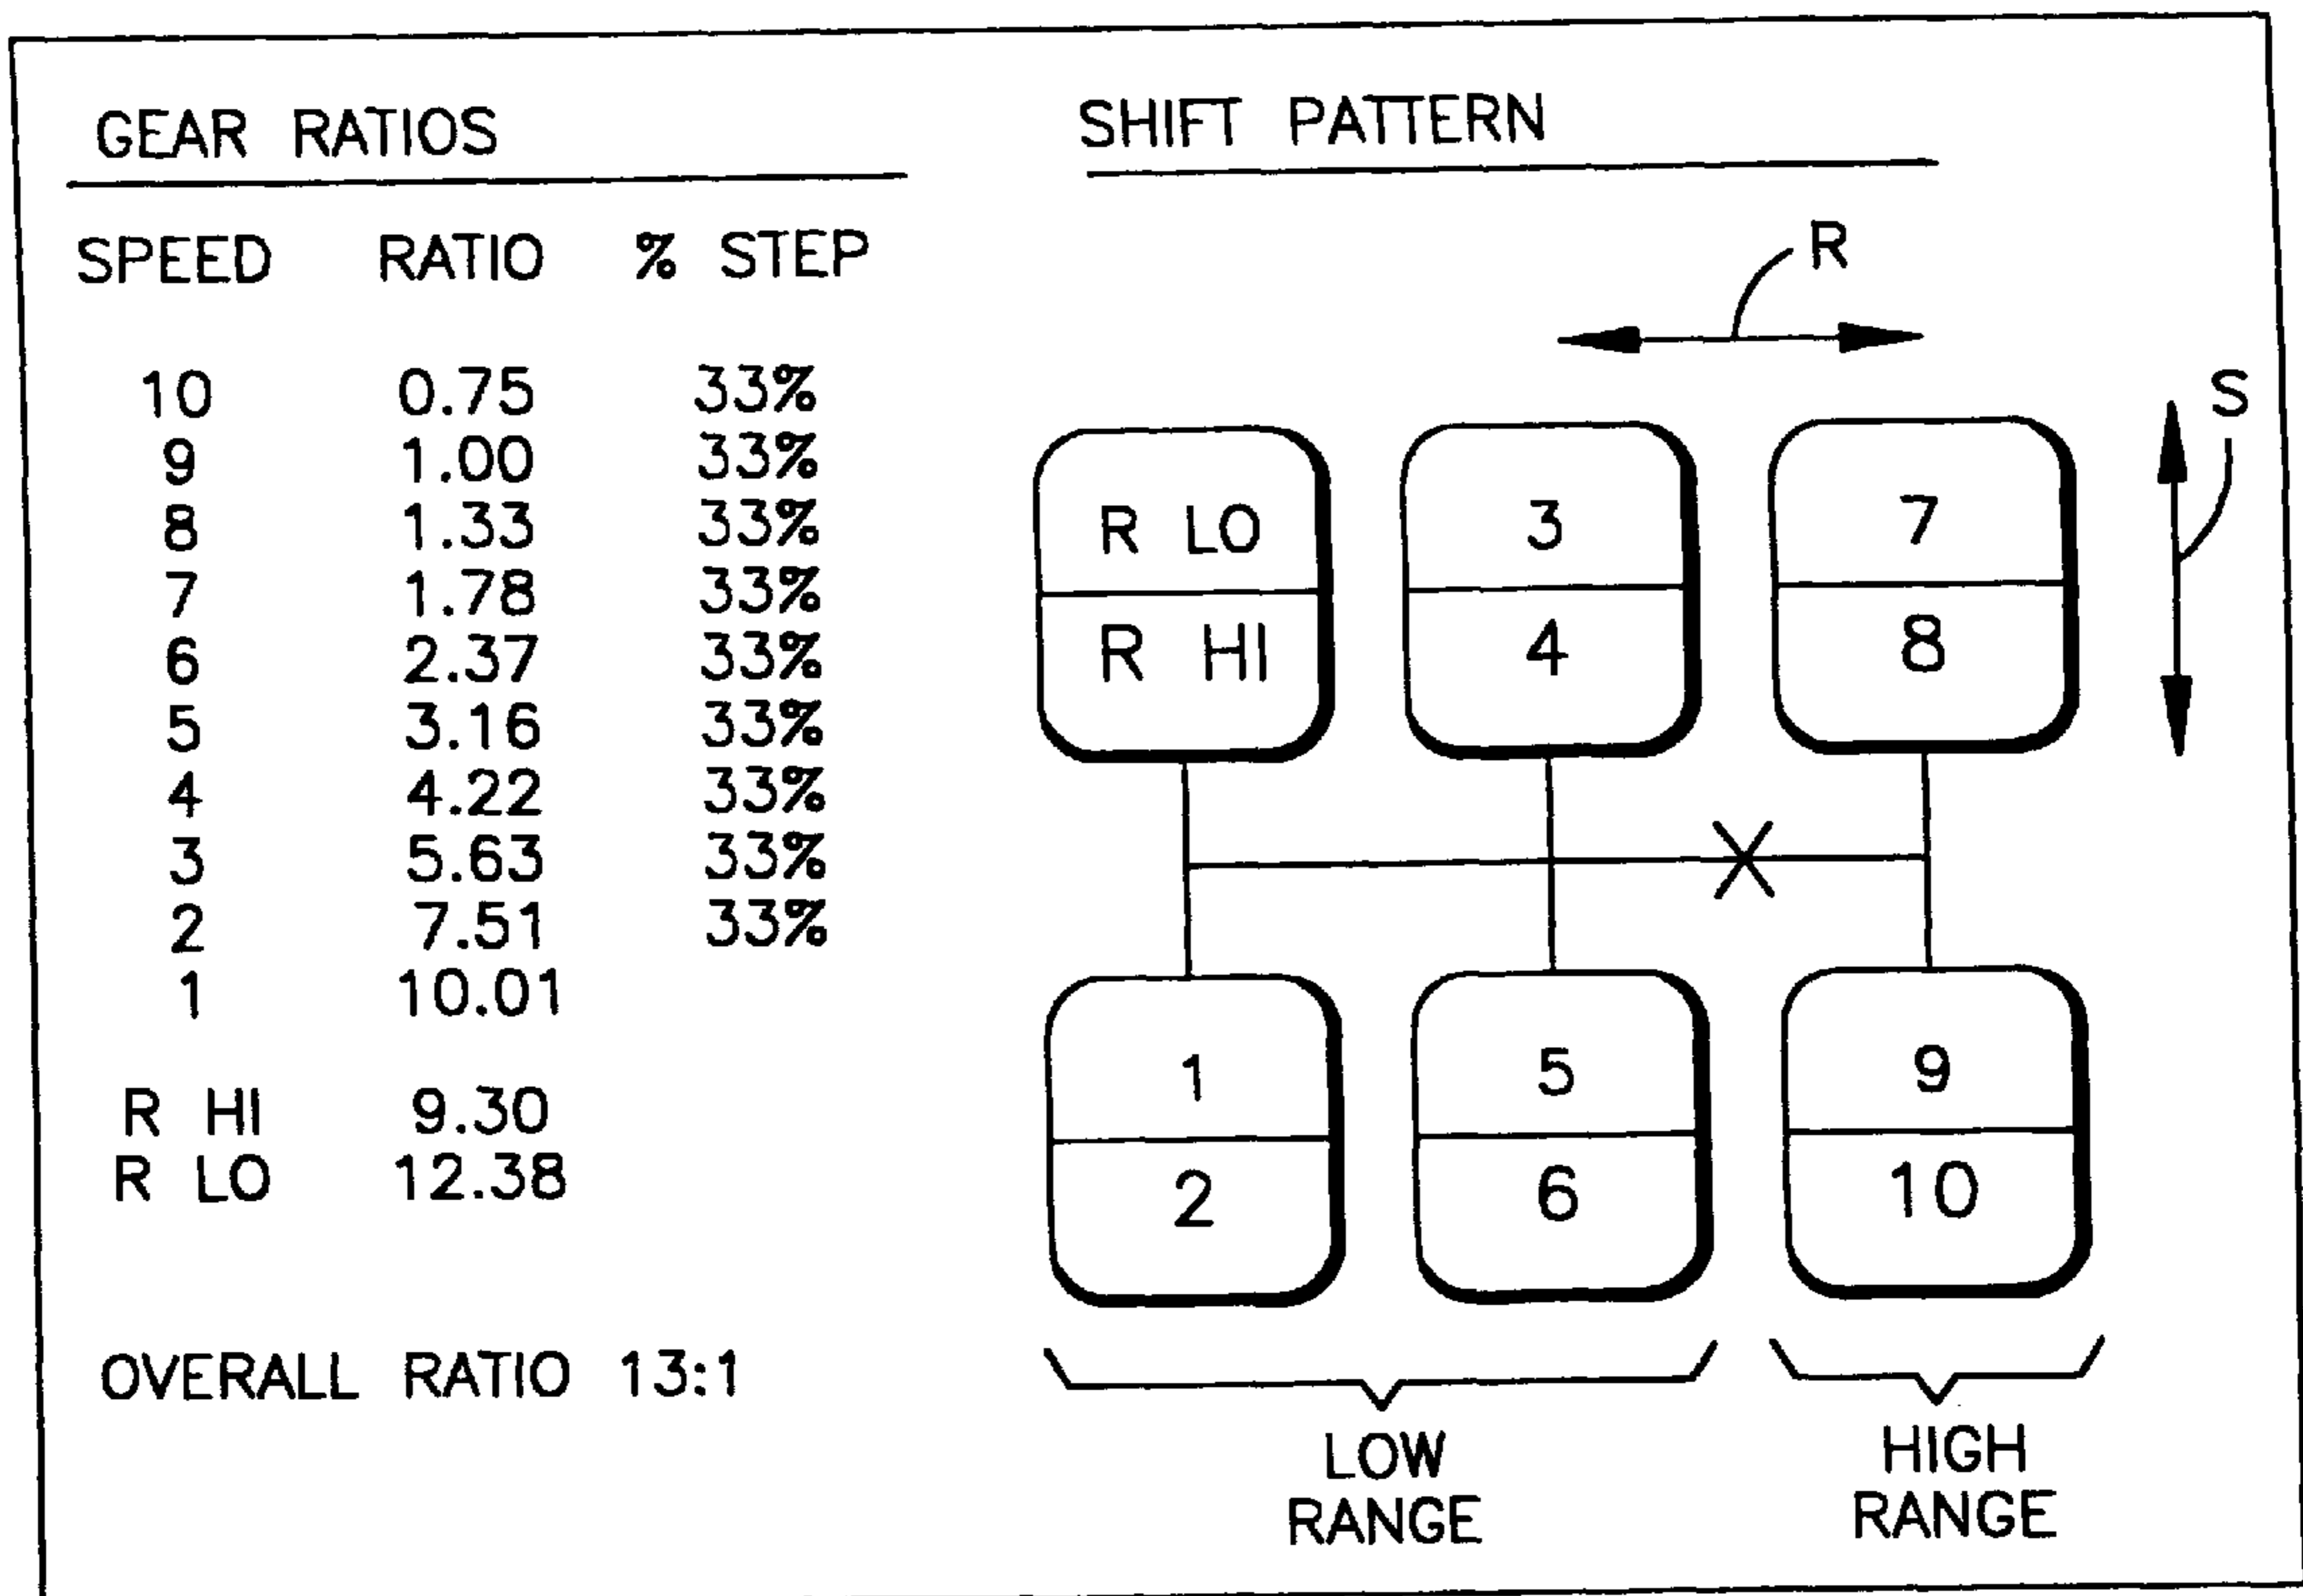 GEAR RATIOS
SPEED RATIO % STEP
10 0.75 33%
9 1.00 33%
8 1.33 33%
7 1.78 33%
6 2.37 33%
5 3.16 33%
4 4.22 33%
3 5.63 33%
2 7.51 33%
1 10.01
R HI 9.30
R LO 12.38
OVERALL RATIO 13:1
SHIFT PATTERN
R
S
R LO 3 7
R HI 4 8
X
1 5 9
2 6 10
LOW
RANGE
HIGH
RANGE